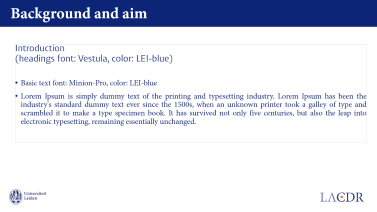 Background and aim
Introduction
(headings font: Vestula, color: LEI-blue)
• Basic text font: Minion-Pro, color: LEI-blue
• Lorem Ipsum is simply dummy text of the printing and typesetting industry. Lorem Ipsum has been the
industry's standard dummy text ever since the 1500s, when an unknown printer took a galley of type and
scrambled it to make a type specimen book. It has survived not only five centuries, but also the leap into
electronic typesetting, remaining essentially unchanged.
Universiteit
Leiden
LACDR